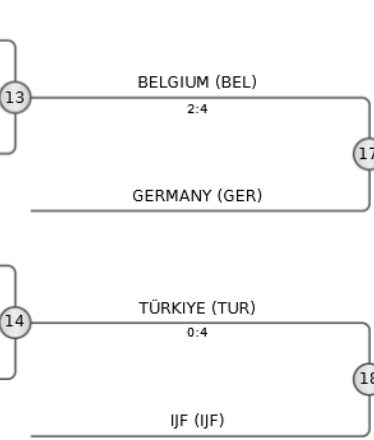 BELGIUM (BEL)
13
2:4
17
GERMANY (GER)
TÜRKIYE (TUR)
14
0:4
18
IJF (IJF)